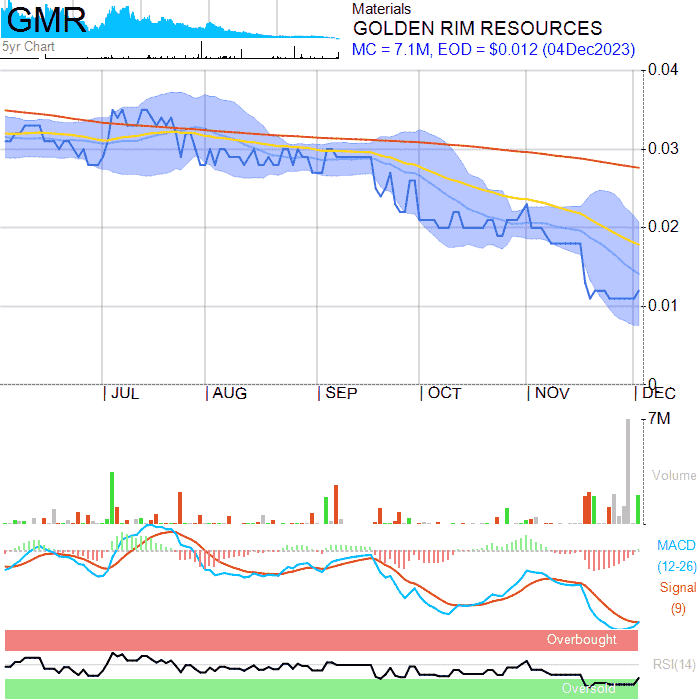 GMR
5yr Chart
Materials
GOLDEN RIM RESOURCES
MC = 7.1M, EOD = $0.012 (04Dec2023)
0.04
0.03
0.02
0.01
0
JUL
AUG
SEP
OCT
NOV
DEC
7M
Volume
MACD
(12-26)
Signal
(9)
Overbought
RSI(14)
Oversold